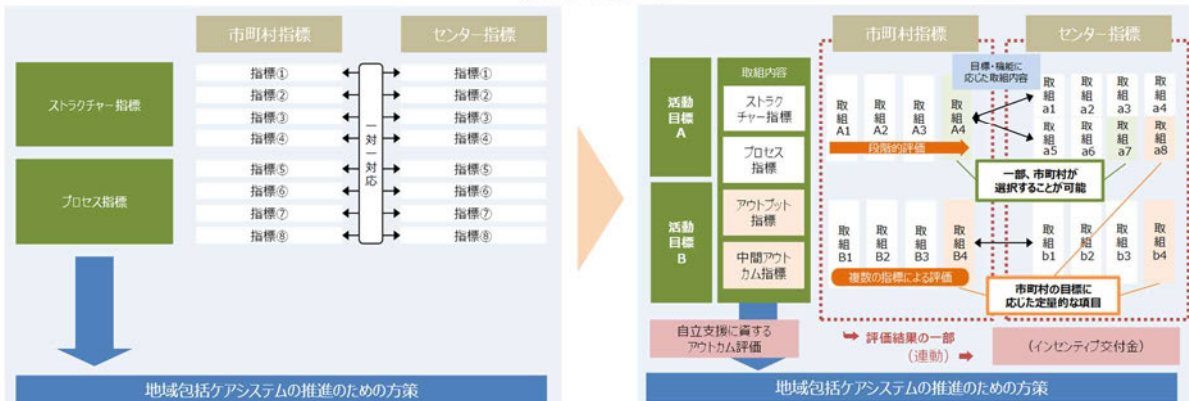 市町村指標
センター指標
ストラクチャー指標
プロセス指標
指標①
指標②
指標③
指標④
指標⑤
指標⑥
指標⑦
指標⑧
一対一対応
指標①
指標②
指標③
指標④
指標⑤
指標⑥
指標⑦
指標⑧
地域包括ケアシステムの推進のための方策
市町村指標
センター指標
活動
目標
A
活動
目標
B
取組内容
ストラク
チャー指標
プロセス
指標
アウトプット
指標
中間アウト
カム指標
目標・機能に
応じた取組内容
取組A1
取組A2
取組A3
取組A4
段階的評価
取組a1
取組a2
取組a3
取組a4
取組a5
取組a6
取組a7
取組a8
一部、市町村が
選択することが可能
取組B1
取組B2
取組B3
取組B4
複数の指標による評価
取組b1
取組b2
取組b3
取組b4
市町村の目標に
応じた定量的な項目
自立支援に資する
アウトカム評価
評価結果の一部
(連動)
(インセンティブ交付金)
地域包括ケアシステムの推進のための方策